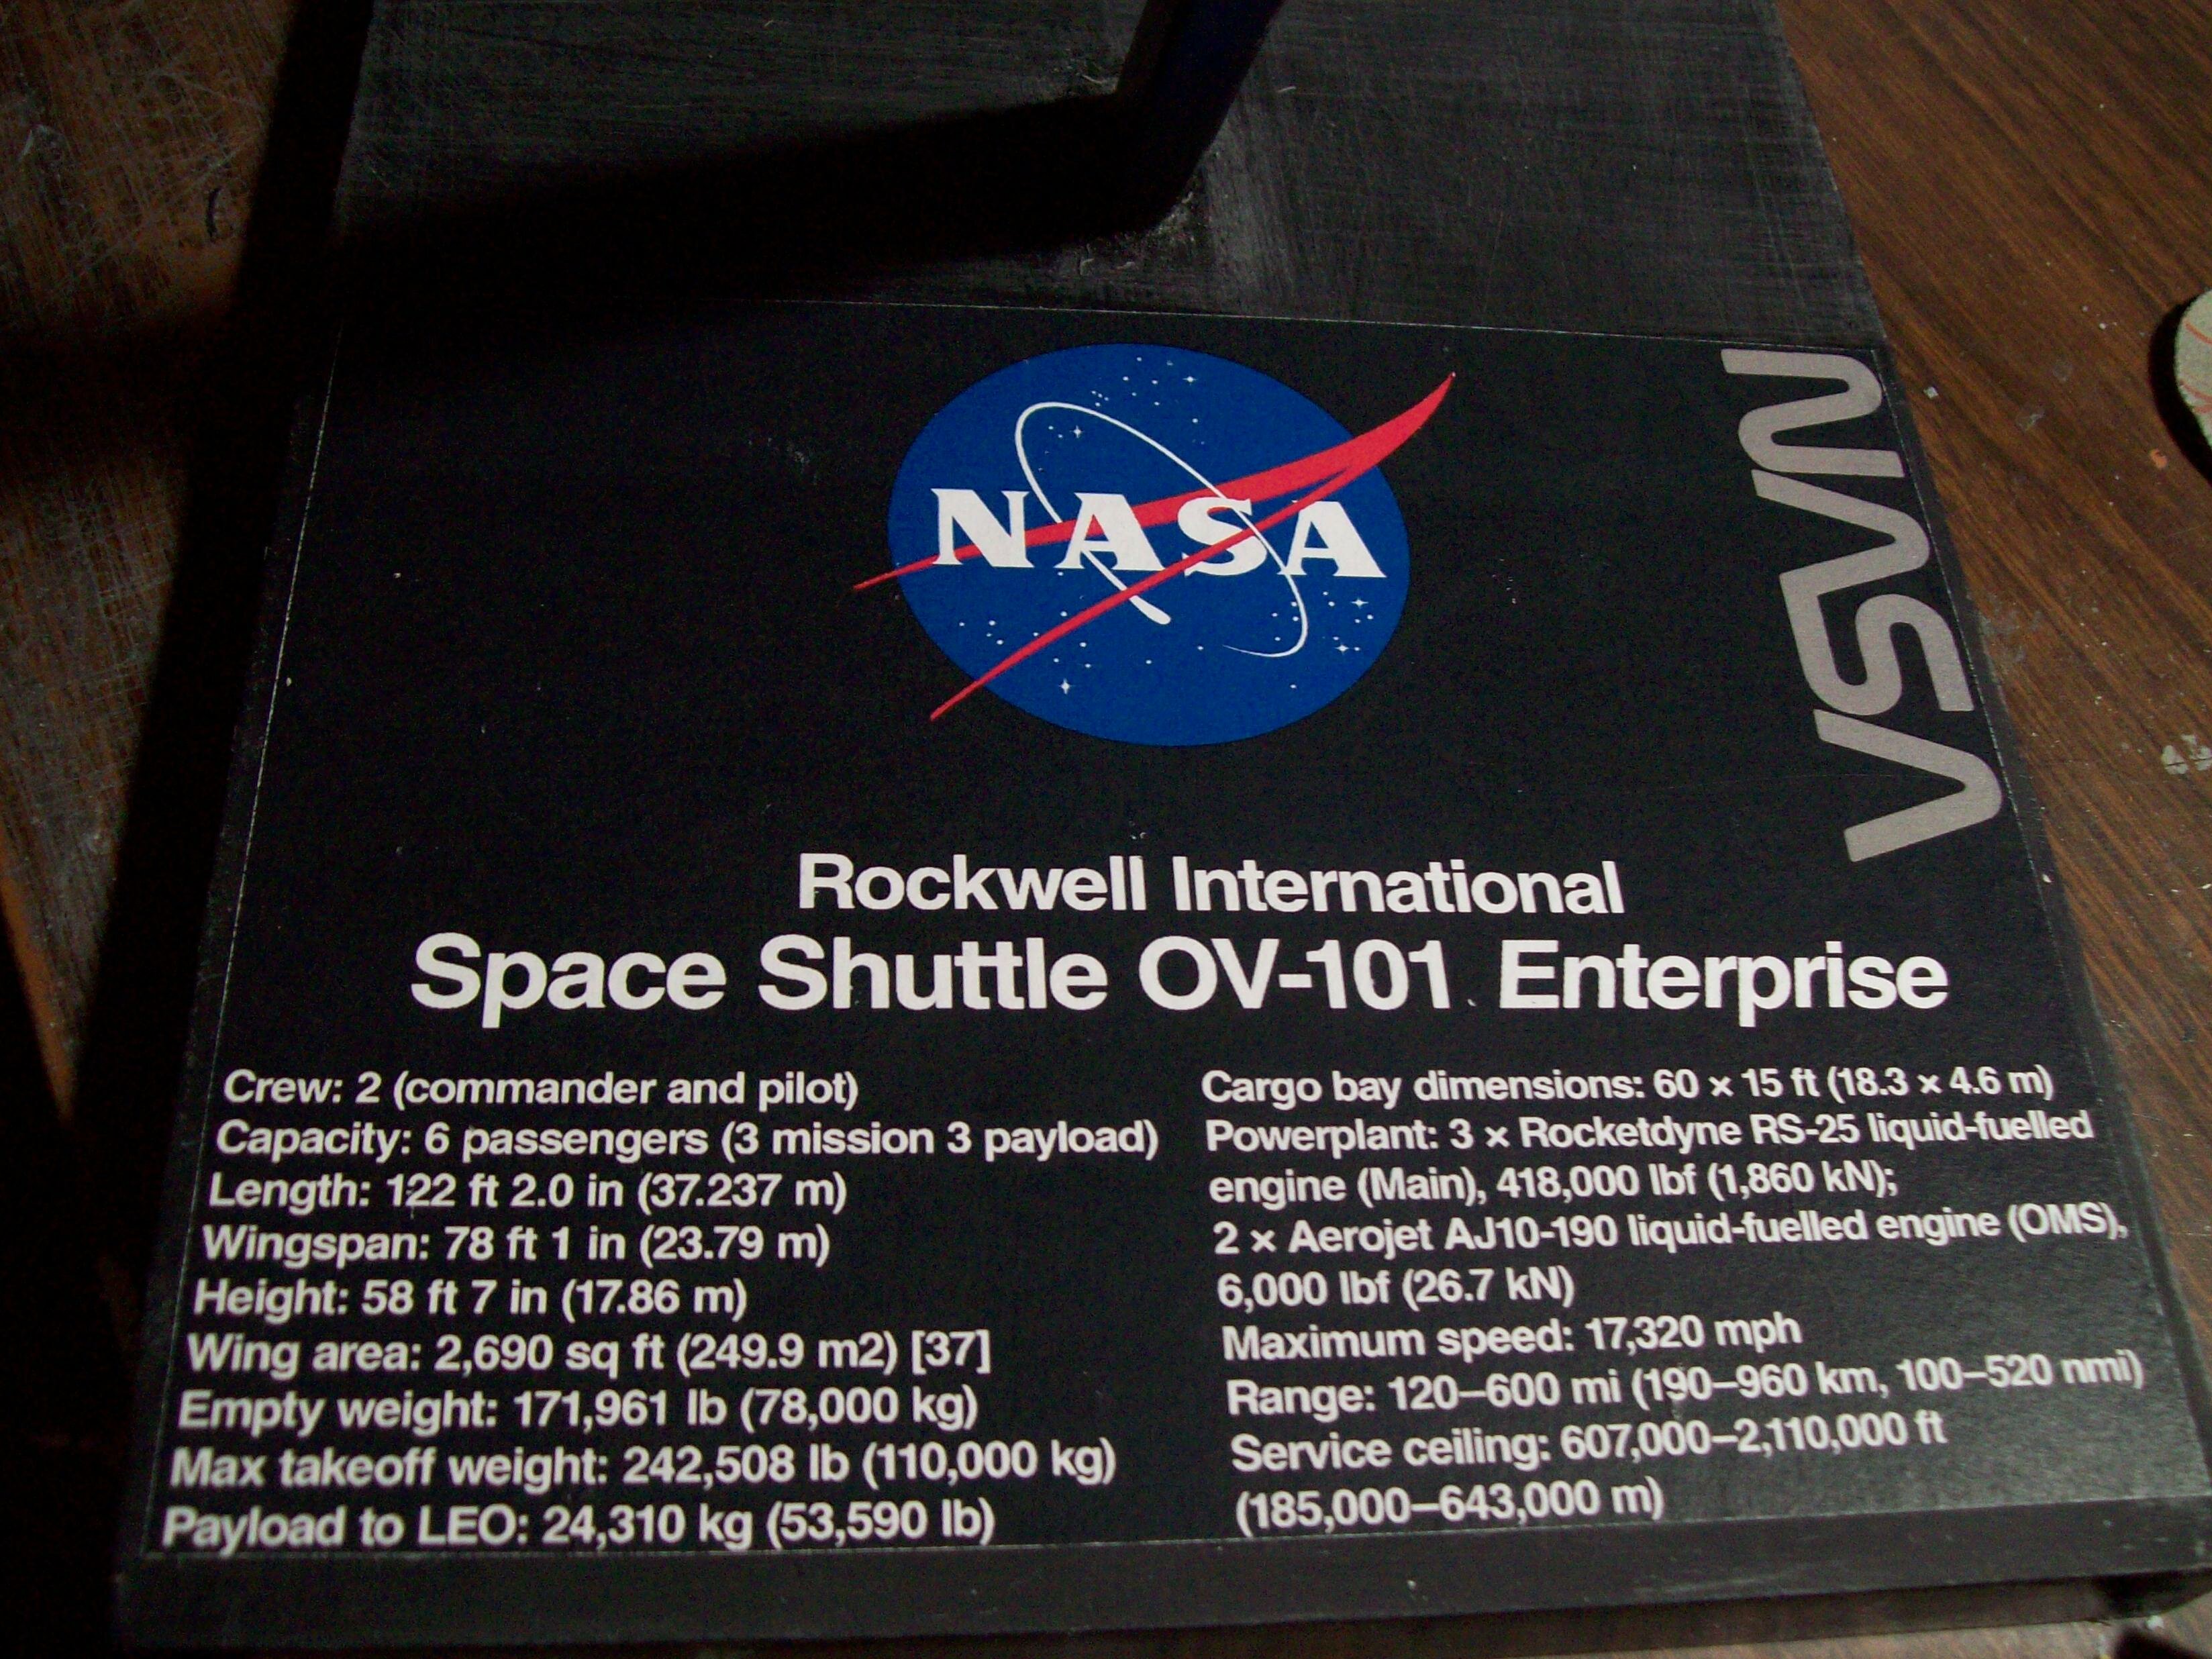 NASA
NASA
Rockwell International
Space Shuttle OV-101 Enterprise
Crew: 2 (commander and pilot)
Capacity: 6 passengers (3 mission 3 payload)
Length: 122 ft 2.0 in (37.237 m)
Wingspan: 78 ft 1 in (23.79 m)
Height: 58 ft 7 in (17.86 m)
Wing area: 2,690 sq ft (249.9 m2) [37]
Empty weight: 171,961 lb (78,000 kg)
Max takeoff weight: 242,508 lb (110,000 kg)
Payload to LEO: 24,310 kg (53,590 lb)
Cargo bay dimensions: 60 × 15 ft (18.3 × 4.6 m)
Powerplant: 3 × Rocketdyne RS-25 liquid-fuelled
engine (Main), 418,000 lbf (1,860 kN);
2 × Aerojet AJ10-190 liquid-fuelled engine (OMS),
6,000 lbf (26.7 kN)
Maximum speed: 17,320 mph
Range: 120–600 mi (190–960 km, 100–520 nmi)
Service ceiling: 607,000–2,110,000 ft
(185,000–643,000 m)